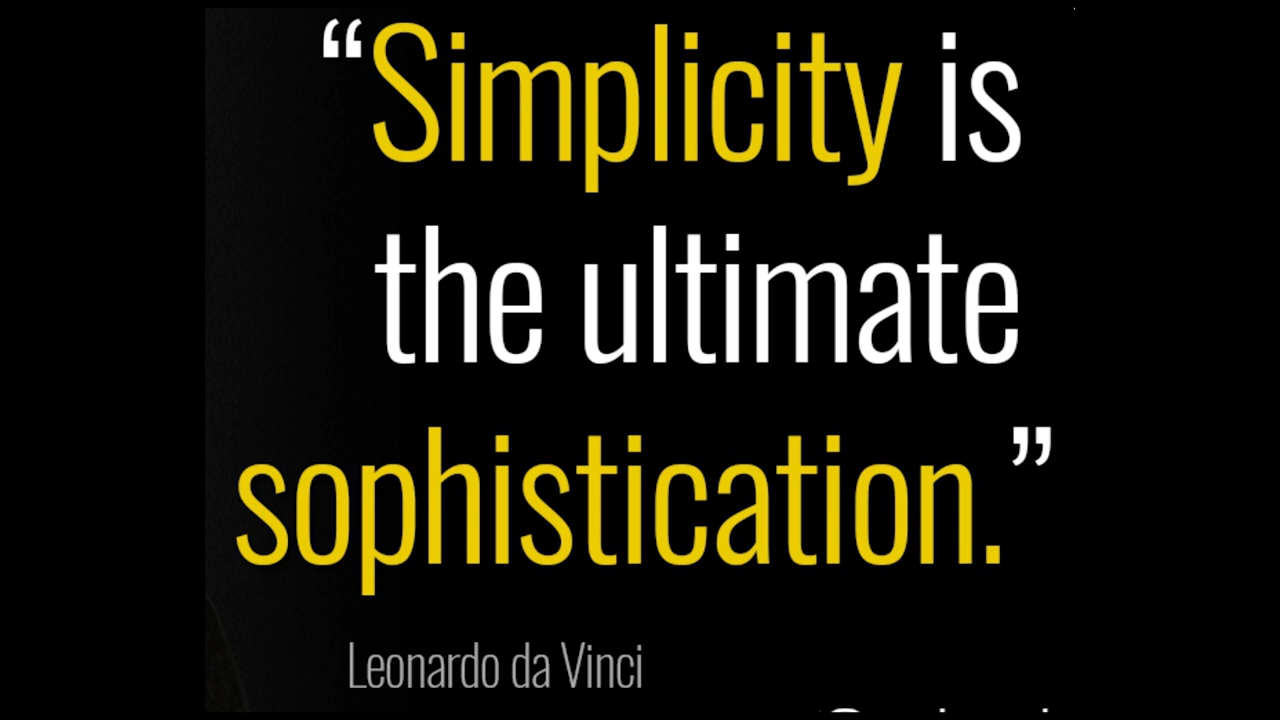 “Simplicity is
the ultimate
sophistication.”
Leonardo da Vinci